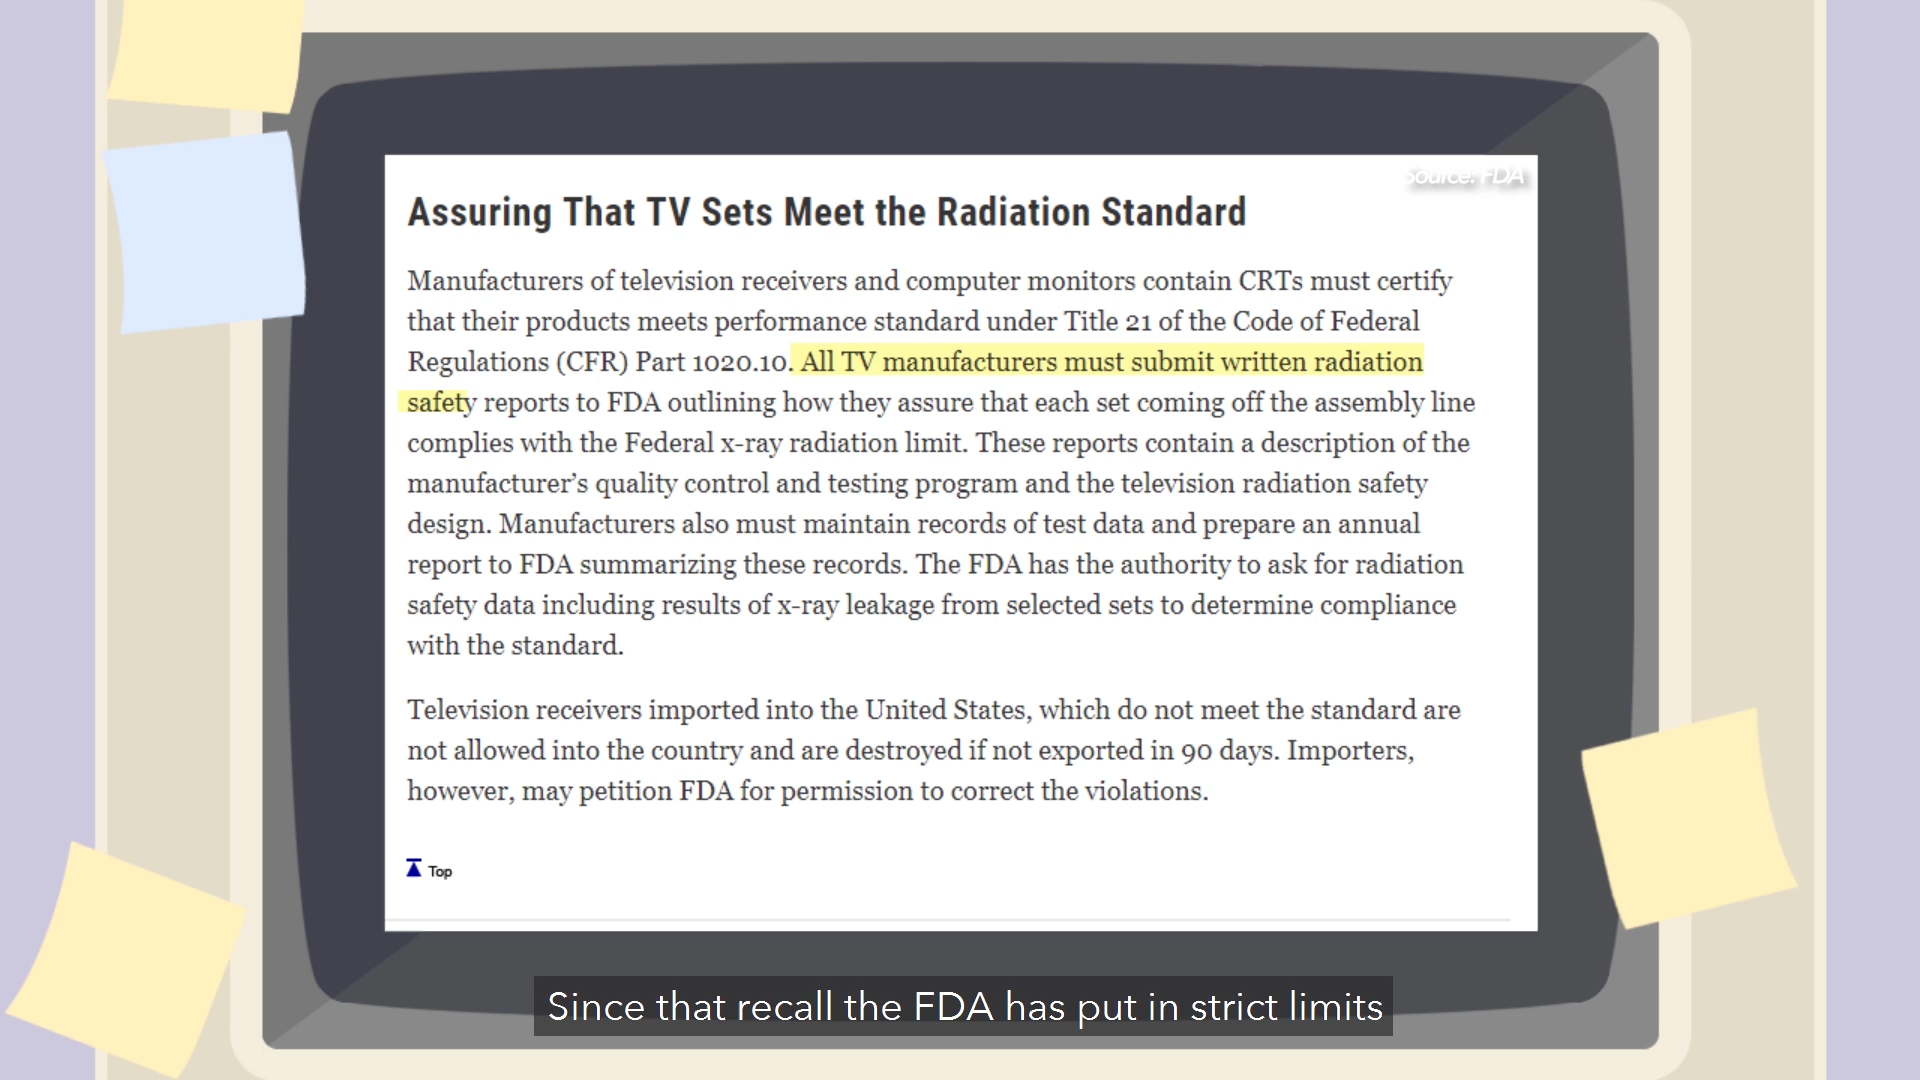 Source: FDA
Assuring That TV Sets Meet the Radiation Standard
Manufacturers of television receivers and computer monitors contain CRTs must certify
that their products meets performance standard under Title 21 of the Code of Federal
Regulations (CFR) Part 1020.10. All TV manufacturers must submit written radiation
safety reports to FDA outlining how they assure that each set coming off the assembly line
complies with the Federal x-ray radiation limit. These reports contain a description of the
manufacturer’s quality control and testing program and the television radiation safety
design. Manufacturers also must maintain records of test data and prepare an annual
report to FDA summarizing these records. The FDA has the authority to ask for radiation
safety data including results of x-ray leakage from selected sets to determine compliance
with the standard.
Television receivers imported into the United States, which do not meet the standard are
not allowed into the country and are destroyed if not exported in 90 days. Importers,
however, may petition FDA for permission to correct the violations.
Top
Since that recall the FDA has put in strict limits